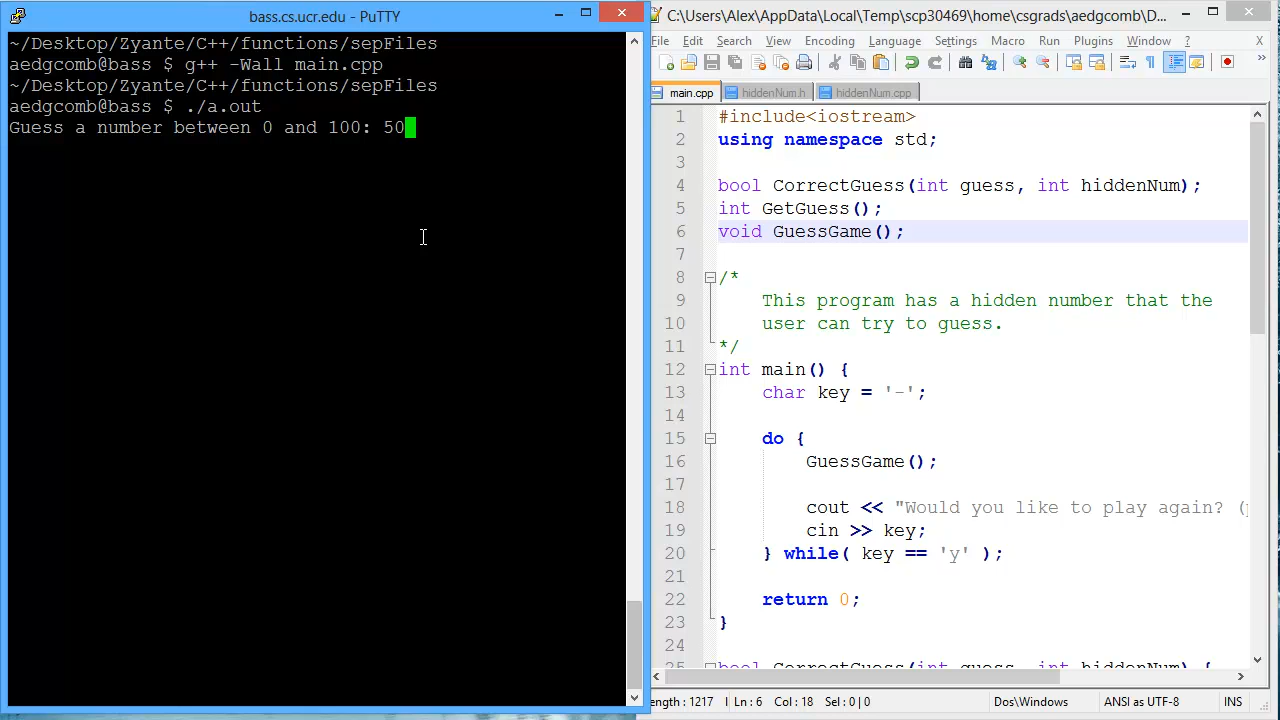 bass.cs.ucr.edu - PuTTY
~/Desktop/Zyante/C++/functions/sepFiles
aedgcomb@bass $ g++ -Wall main.cpp
~/Desktop/Zyante/C++/functions/sepFiles
aedgcomb@bass $ ./a.out
Guess a number between 0 and 100: 50
C:\Users\Alex\AppData\Local\Temp\scp30469\home\csgrads\aedgcomb\D...
File Edit Search View Encoding Language Settings Macro Run Plugins Window ? X
main.cpp hiddenNum.h hiddenNum.cpp
1 #include<iostream>
2 using namespace std;
3
4 bool CorrectGuess(int guess, int hiddenNum);
5 int GetGuess();
6 void GuessGame();
7
8 /*
9 This program has a hidden number that the
10 user can try to guess.
11 */
12 int main() {
13 char key = '-';
14
15 do {
16 GuessGame();
17
18 cout << "Would you like to play again? (
19 cin >> key;
20 } while( key == 'y' );
21
22 return 0;
23 }
24
25 bool CorrectGuess(int guess, int hiddenNum) {
ength : 1217 Ln : 6 Col : 18 Sel : 0 | 0 Dos\Windows ANSI as UTF-8 INS